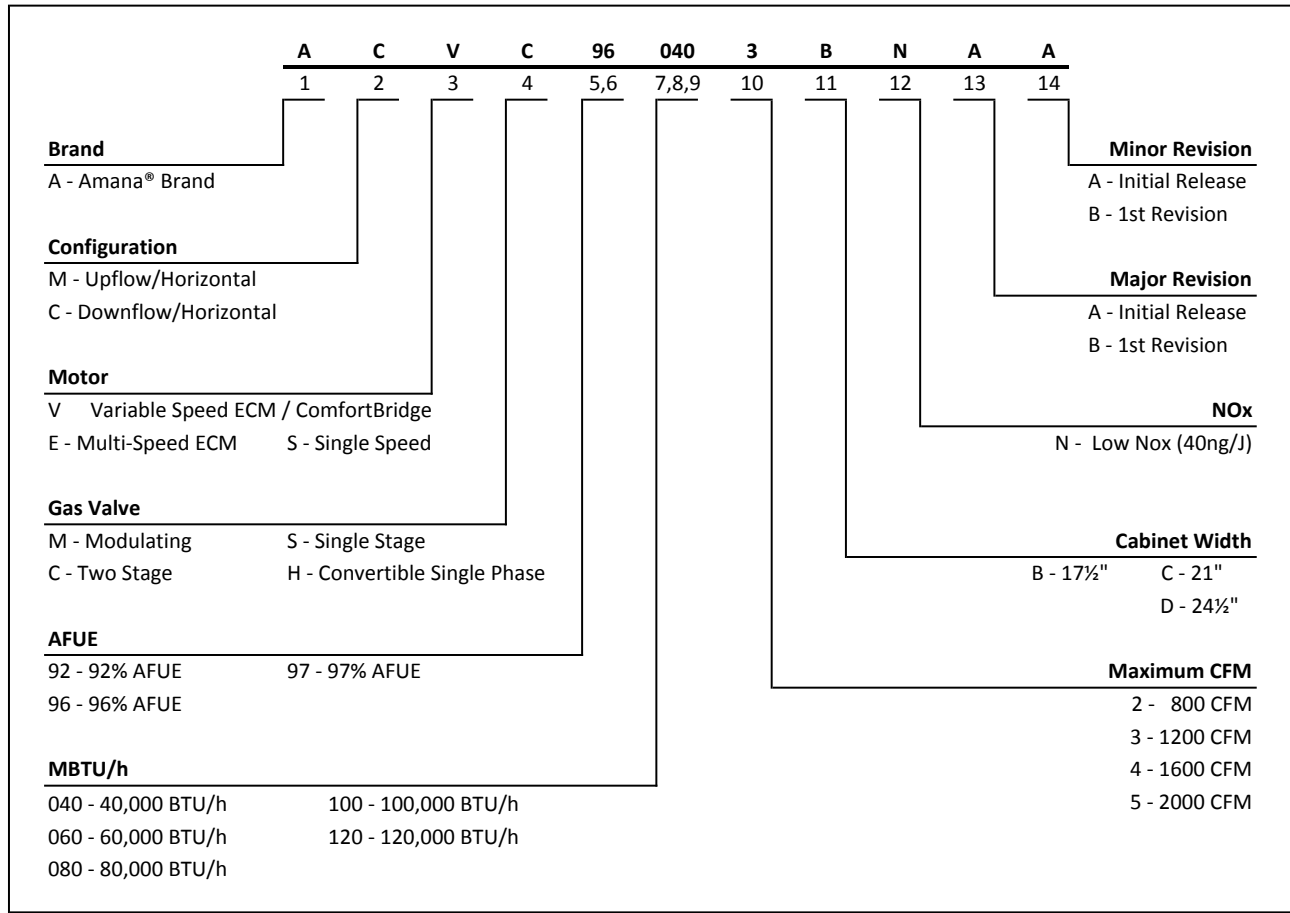 A C V C 96 040 3 B N A A
1 2 3 4 5,6 7,8,9 10 11 12 13 14
Brand
A - Amana® Brand
Configuration
M - Upflow/Horizontal
C - Downflow/Horizontal
Motor
V Variable Speed ECM / ComfortBridge
E - Multi-Speed ECM S - Single Speed
Gas Valve
M - Modulating S - Single Stage
C - Two Stage H - Convertible Single Phase
AFUE
92 - 92% AFUE 97 - 97% AFUE
96 - 96% AFUE
MBTU/h
040 - 40,000 BTU/h 100 - 100,000 BTU/h
060 - 60,000 BTU/h 120 - 120,000 BTU/h
080 - 80,000 BTU/h
Minor Revision
A - Initial Release
B - 1st Revision
Major Revision
A - Initial Release
B - 1st Revision
NOx
N - Low Nox (40ng/J)
Cabinet Width
B - 17½" C - 21"
D - 24½"
Maximum CFM
2 - 800 CFM
3 - 1200 CFM
4 - 1600 CFM
5 - 2000 CFM